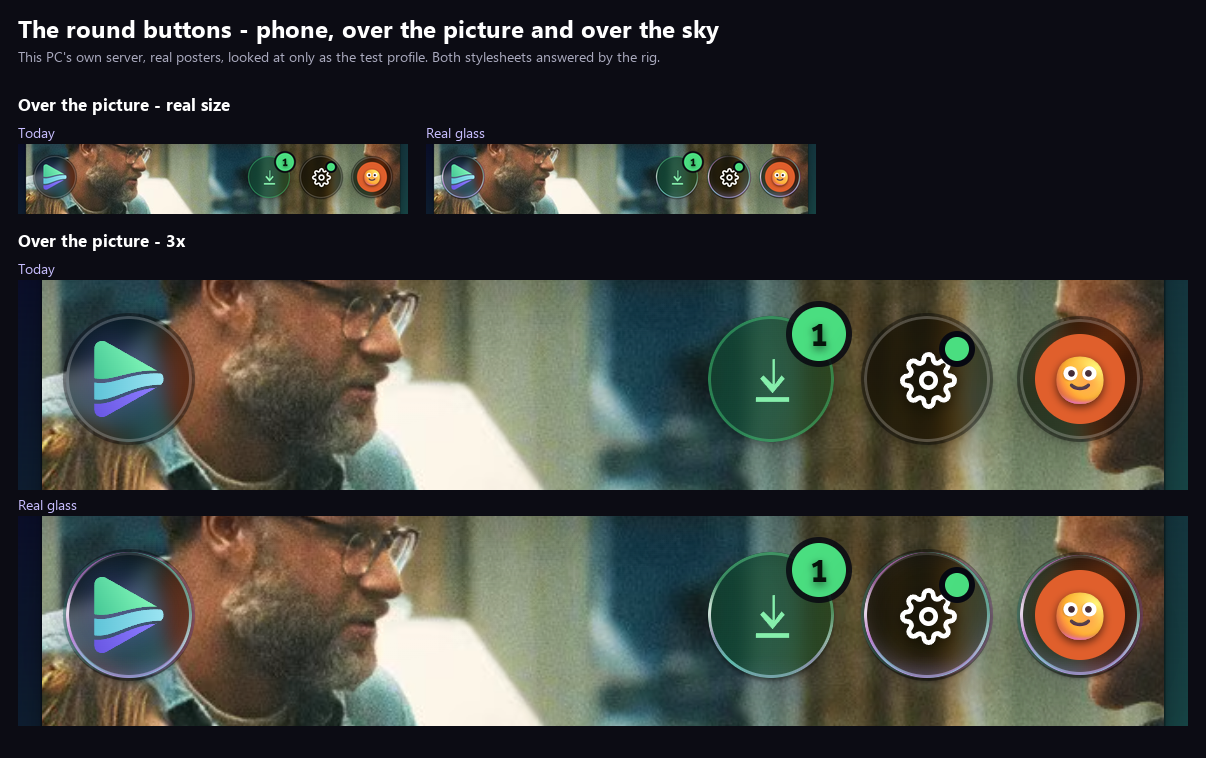 The round buttons - phone, over the picture and over the sky
This PC's own server, real posters, looked at only as the test profile. Both stylesheets answered by the rig.
Over the picture - real size
Today
Real glass
1
1
Over the picture - 3x
Today
1
Real glass
1